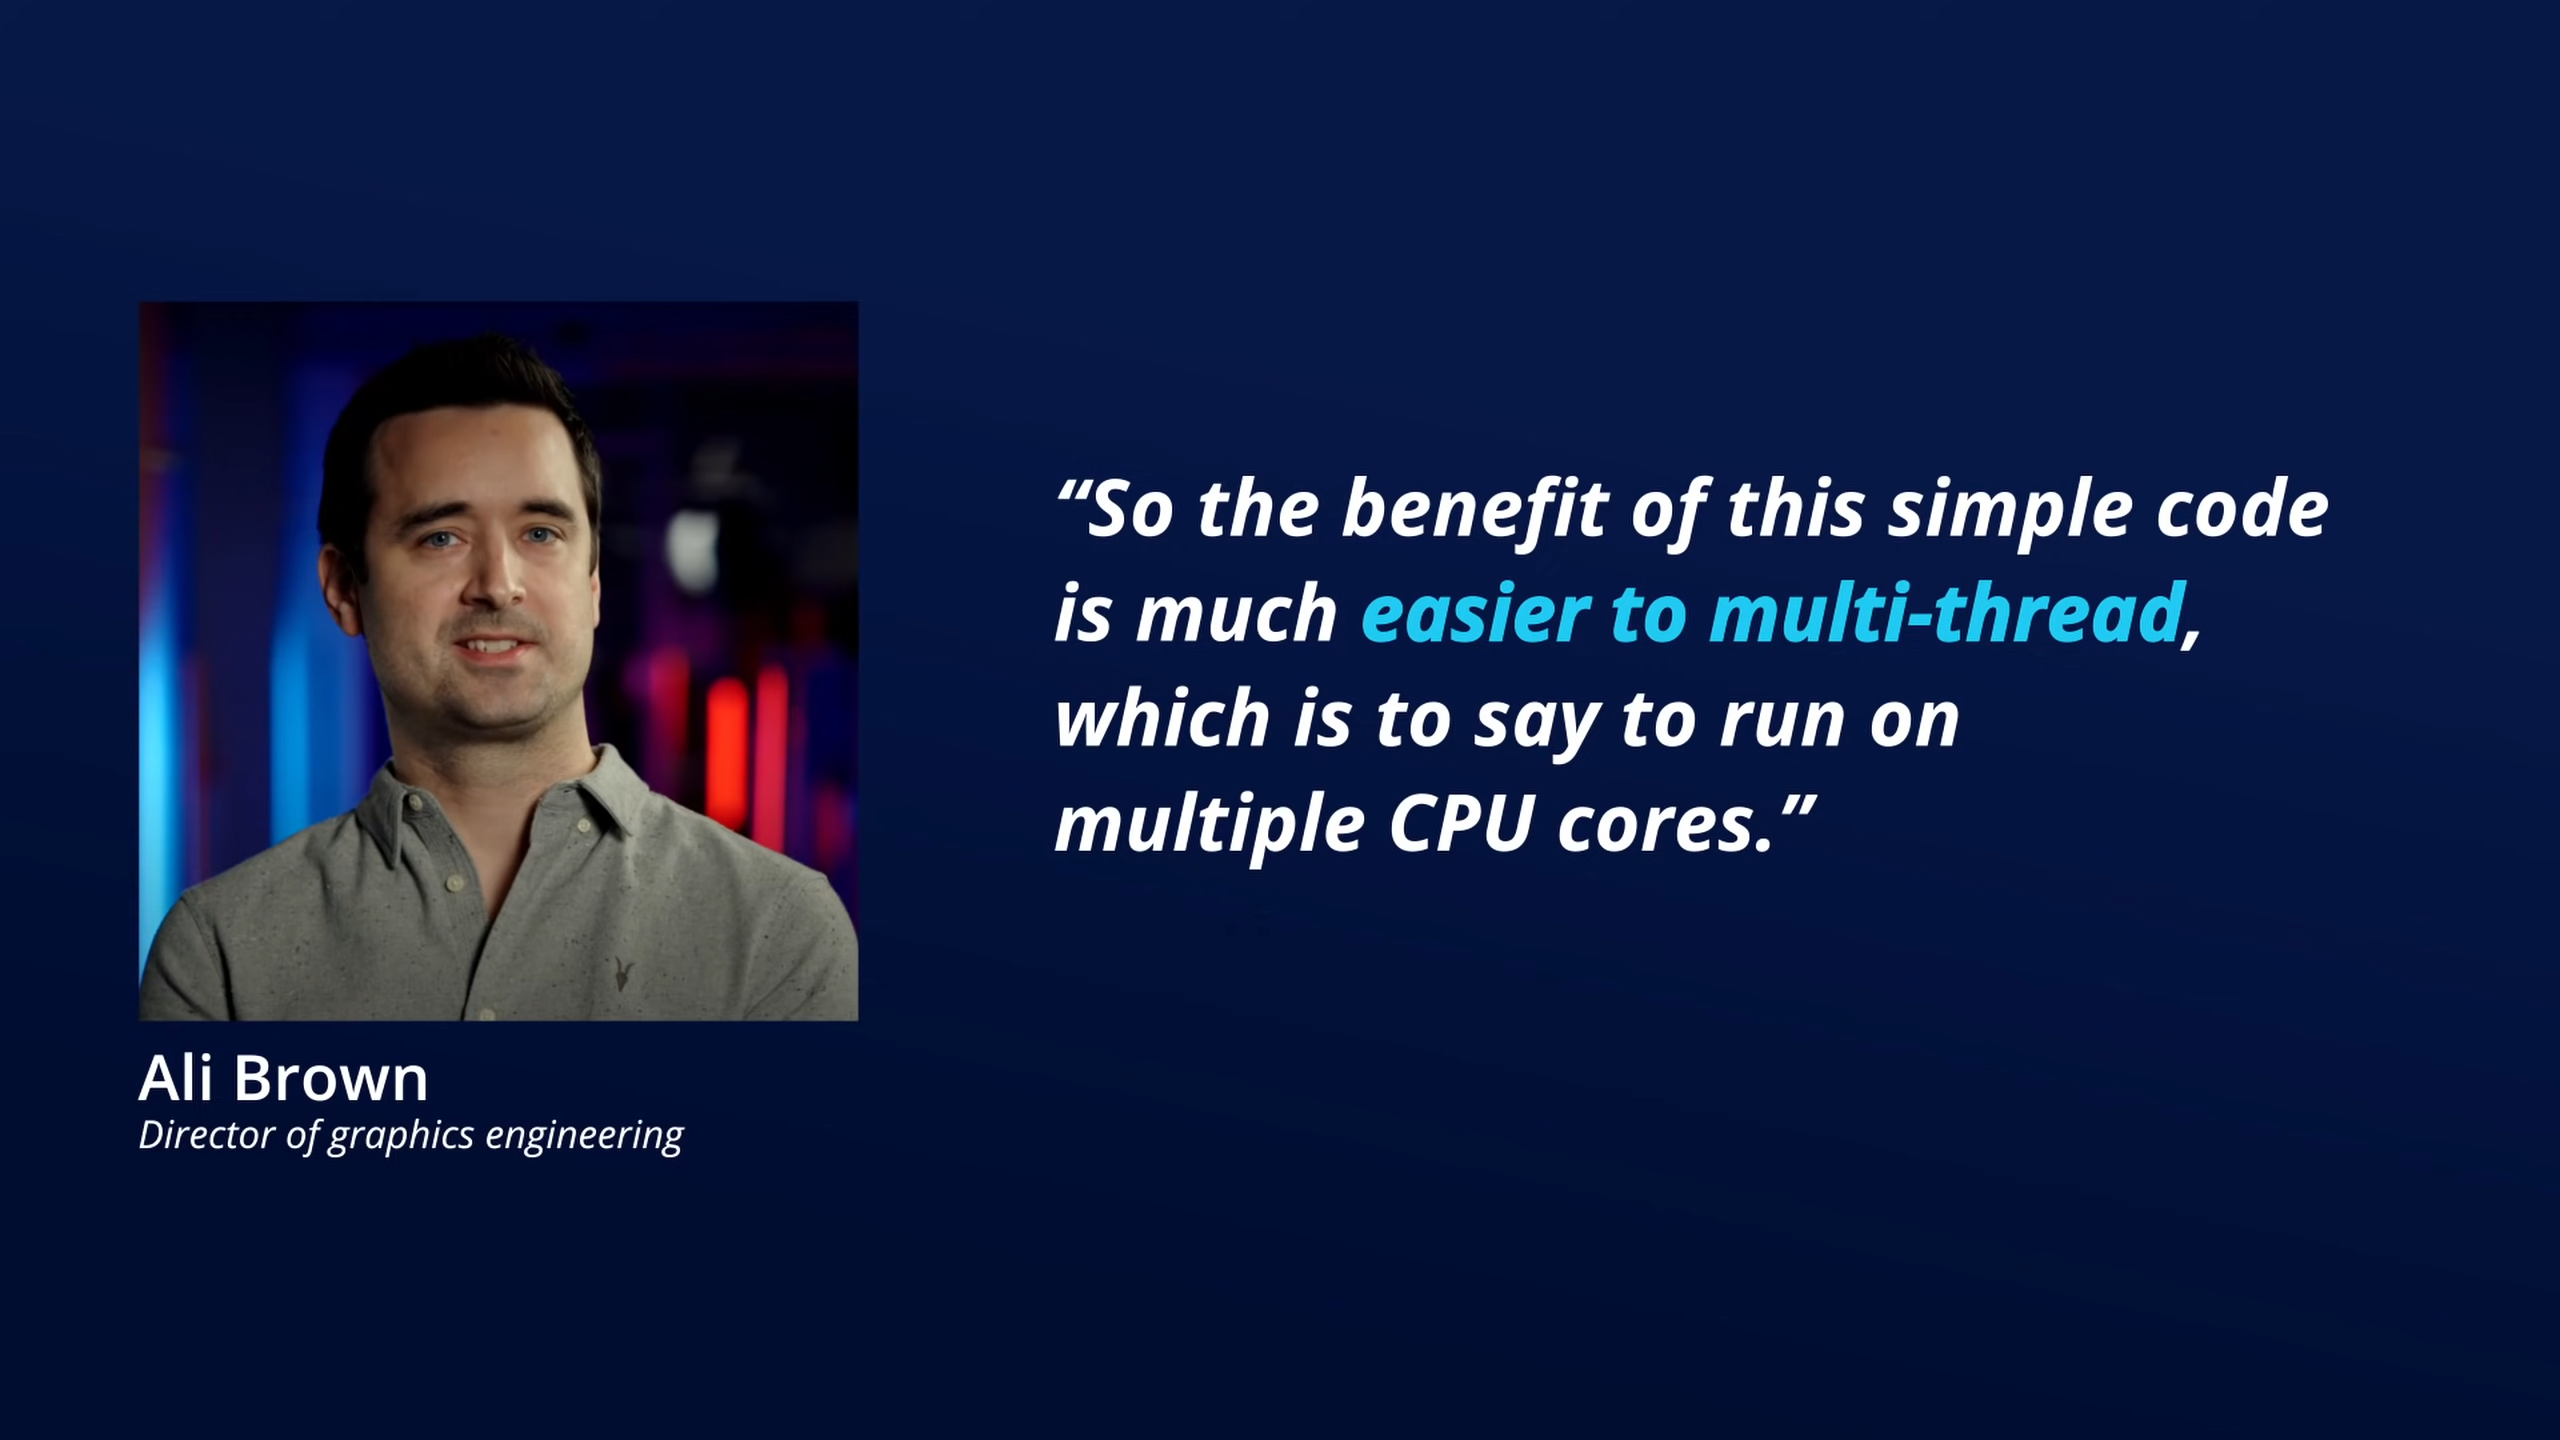 “So the benefit of this simple code
is much easier to multi-thread,
which is to say to run on
multiple CPU cores.”
Ali Brown
Director of graphics engineering